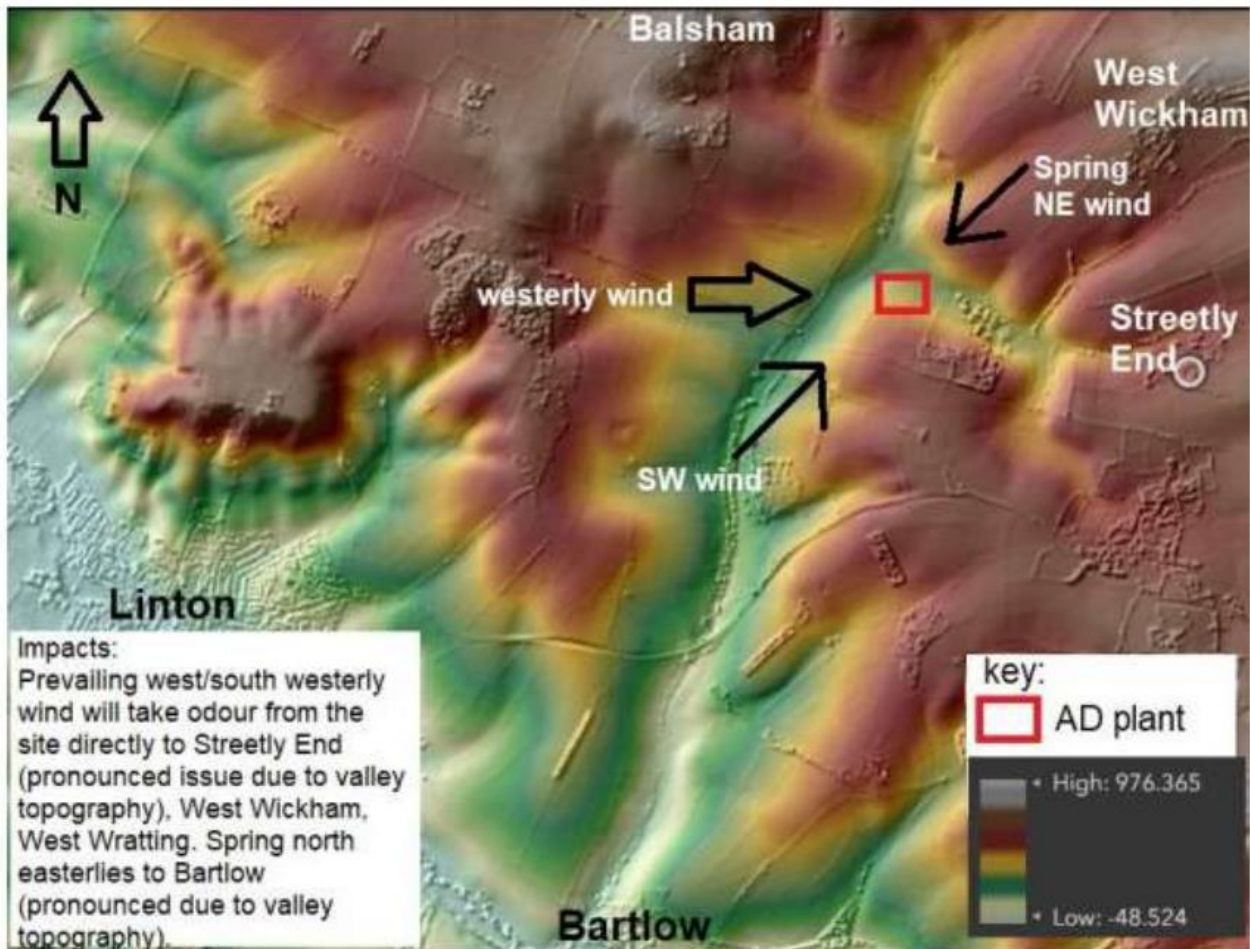 Balsham
West
Wickham
Spring
NE wind
N
westerly wind
Streetly
End
SW wind
Linton
Impacts:
Prevailing west/south westerly
wind will take odour from the
site directly to Streetly End
(pronounced issue due to valley
topography), West Wickham,
West Wratting. Spring north
easterlies to Bartlow
(pronounced due to valley
topography).
key:
AD plant
High: 976.365
Low: -48.524
Bartlow